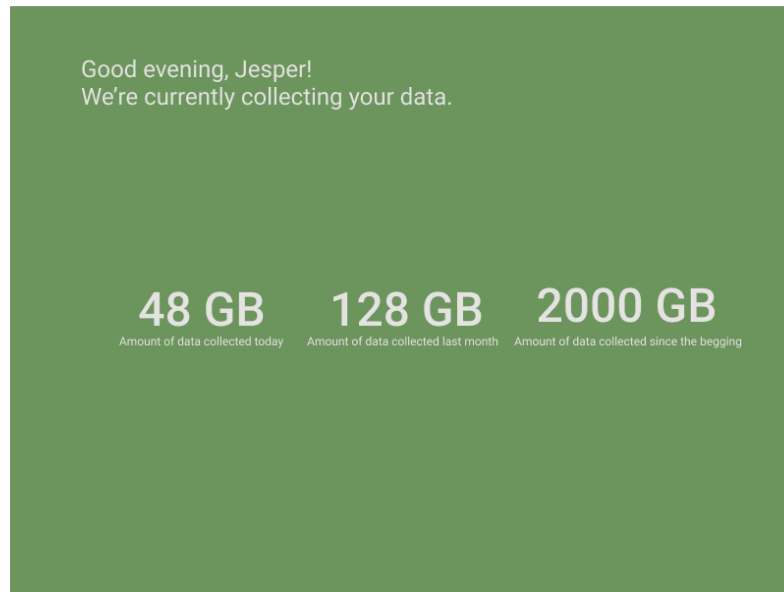 Good evening, Jesper!
We're currently collecting your data.
48 GB
128 GB
2000 GB
Amount of data collected today
Amount of data collected last month
Amount of data collected since the begging